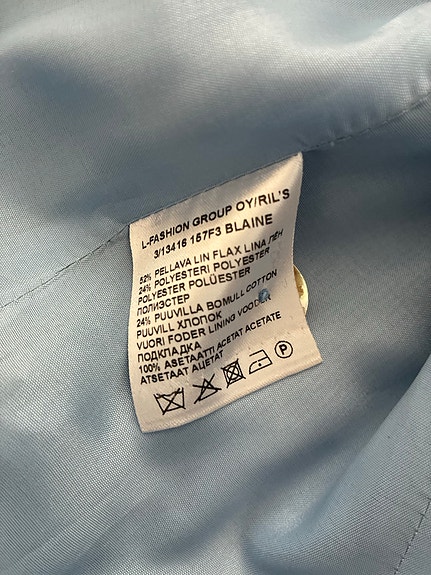 L-FASHION GROUP OY/RIL'S
3/13416 157F3 BLAINE
52% PELLAVA LIN FLAX LINA ЛЁН
24% POLYESTERI POLYESTER
POLYESTER POLÜESTER
ПОЛИЭСТЕР
24% PUUVILLA BOMULL COTTON
PUUVILL ХЛОПОК
VUORI FODER LINING VOODER
ПОДКЛАДКА
100% ASETAATTI ACETAT ACETATE
ATSETAAT АЦЕТАТ
P